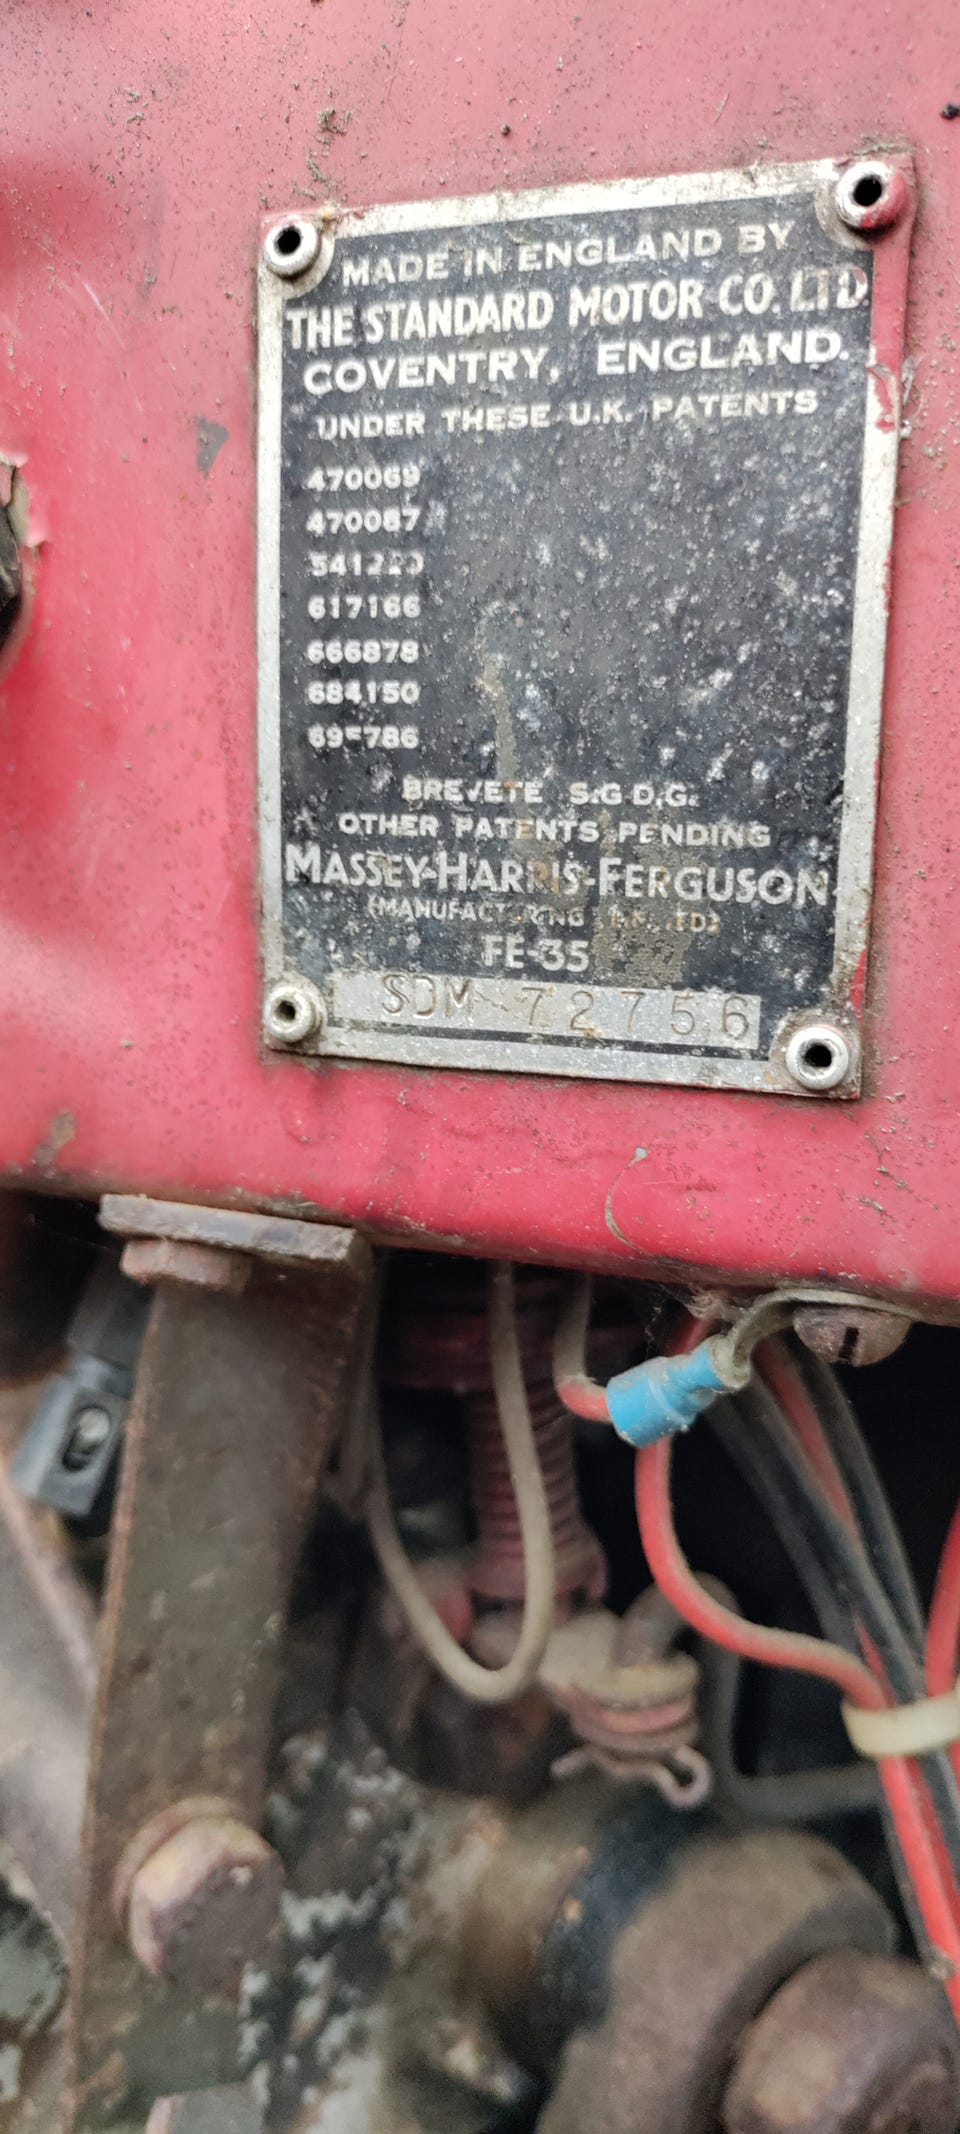 MADE IN ENGLAND BY
THE STANDARD MOTOR CO. LTD.
COVENTRY, ENGLAND.
UNDER THESE U.K. PATENTS
470069
470087
617166
666878
684150
BREVETE S.G.D.G.
OTHER PATENTS PENDING
MASSEY-HARRIS-FERGUSON
(MANUFACTURING
FE-35
SDM 72756